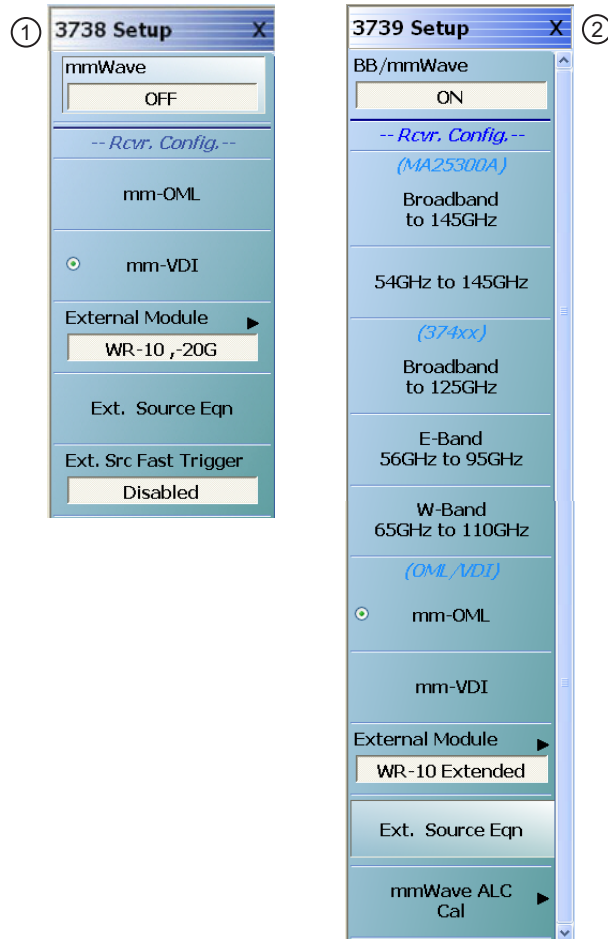 1
3738 Setup X
mmWave
OFF
-- Rcvr. Config.--
mm-OML
mm-VDI
External Module
WR-10 ,-20G
Ext. Source Eqn
Ext. Src Fast Trigger
Disabled
3739 Setup X
2
BB/mmWave
ON
-- Rcvr. Config.--
(MA25300A)
Broadband
to 145GHz
54GHz to 145GHz
(374xx)
Broadband
to 125GHz
E-Band
56GHz to 95GHz
W-Band
65GHz to 110GHz
(OML/VDI)
mm-OML
mm-VDI
External Module
WR-10 Extended
Ext. Source Eqn
mmWave ALC
Cal